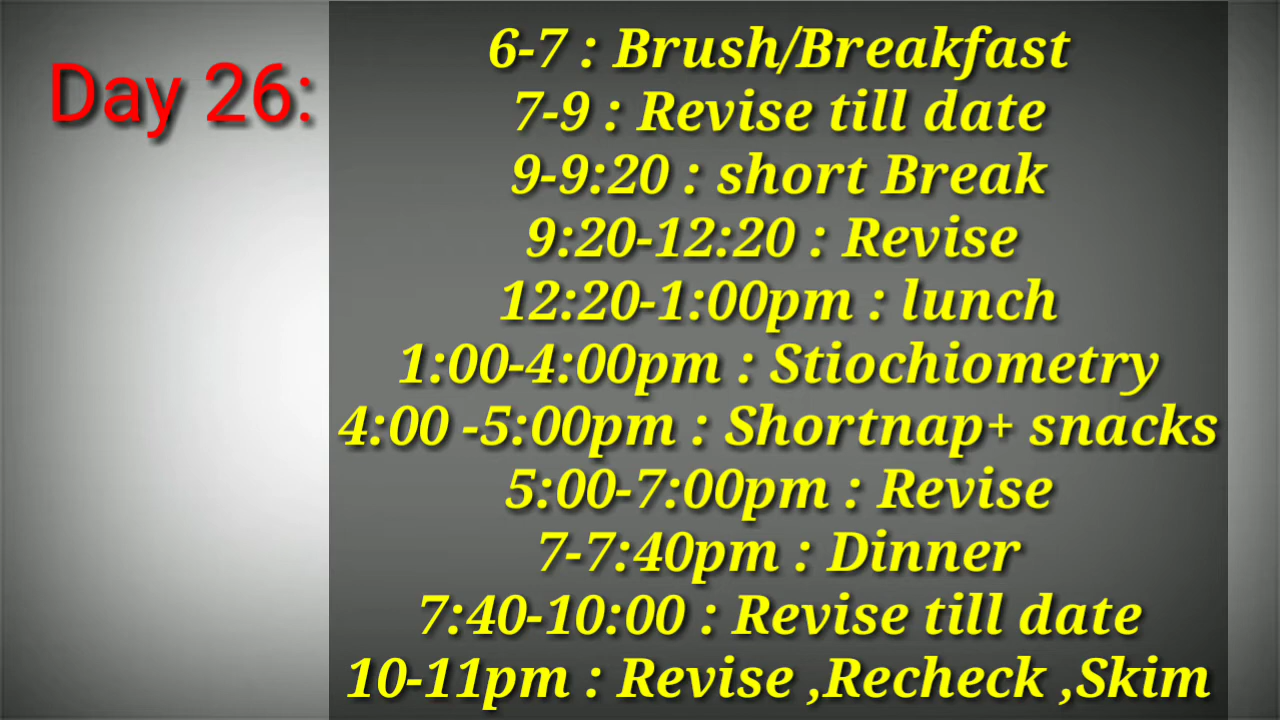 Day 26:
6-7 : Brush/Breakfast
7-9 : Revise till date
9-9:20 : short Break
9:20-12:20 : Revise
12:20-1:00pm : lunch
1:00-4:00pm : Stiochiometry
4:00 -5:00pm : Shortnap+ snacks
5:00-7:00pm : Revise
7-7:40pm : Dinner
7:40-10:00 : Revise till date
10-11pm : Revise ,Recheck ,Skim